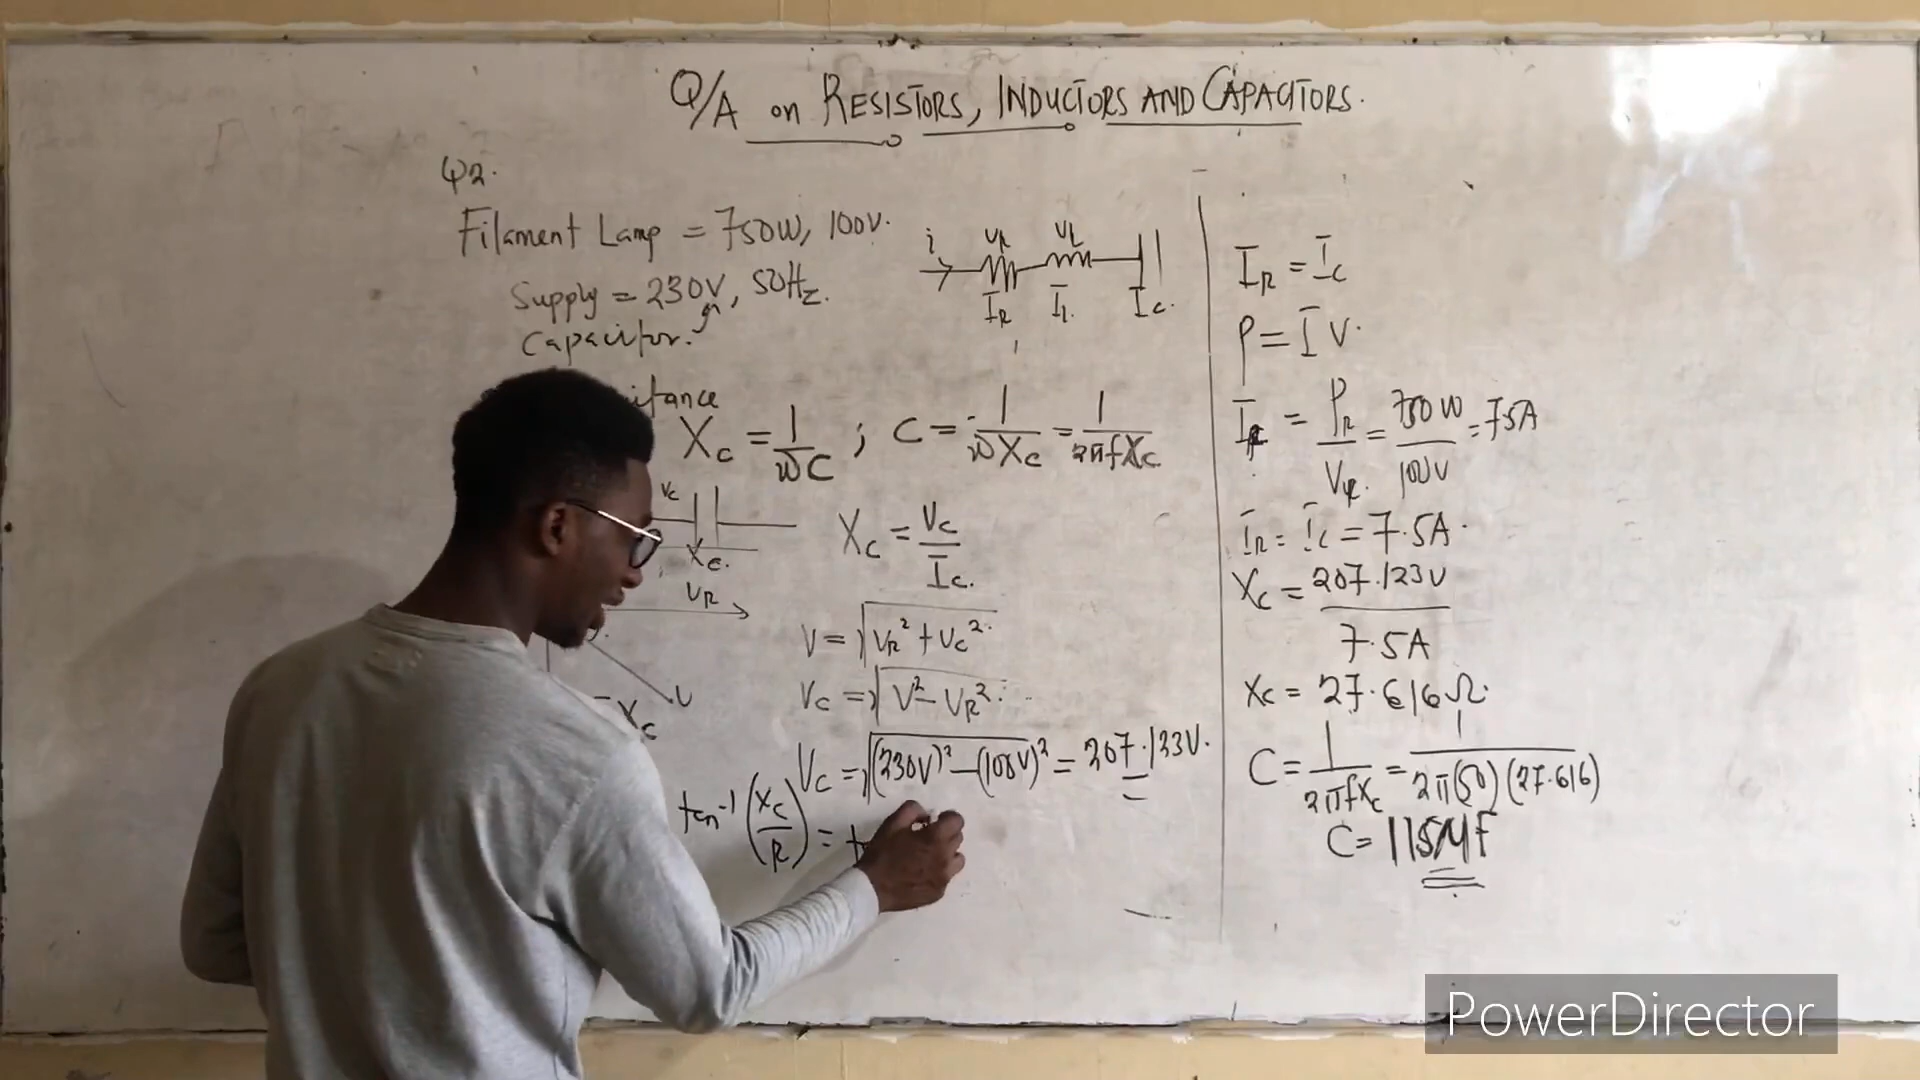 Q/A on RESISTORS, INDUCTORS AND CAPACITORS.
Q2.
Filament Lamp = 750W, 100V.
Supply = 230V, 50Hz.
Capacitor.
itance
Xc = 1/ωC ; C = 1/ωXc = 1/2πfXc
Vc
Xc.
VR
V
Xc
i
VR VL
IR IL Ic.
Xc = Vc/Ic.
V = √VR² + Vc²
Vc = √V² - VR²
Vc = √(230V)² - (100V)² = 207.123V.
tan⁻¹(Xc/R) = t
IR = Ic
P = IV.
IR = PR/VR = 750W/100V = 7.5A
IR = Ic = 7.5A.
Xc = 207.123V/7.5A
Xc = 27.616Ω
C = 1/2πfXc = 1/2π(50)(27.616)
C = 115μF
PowerDirector